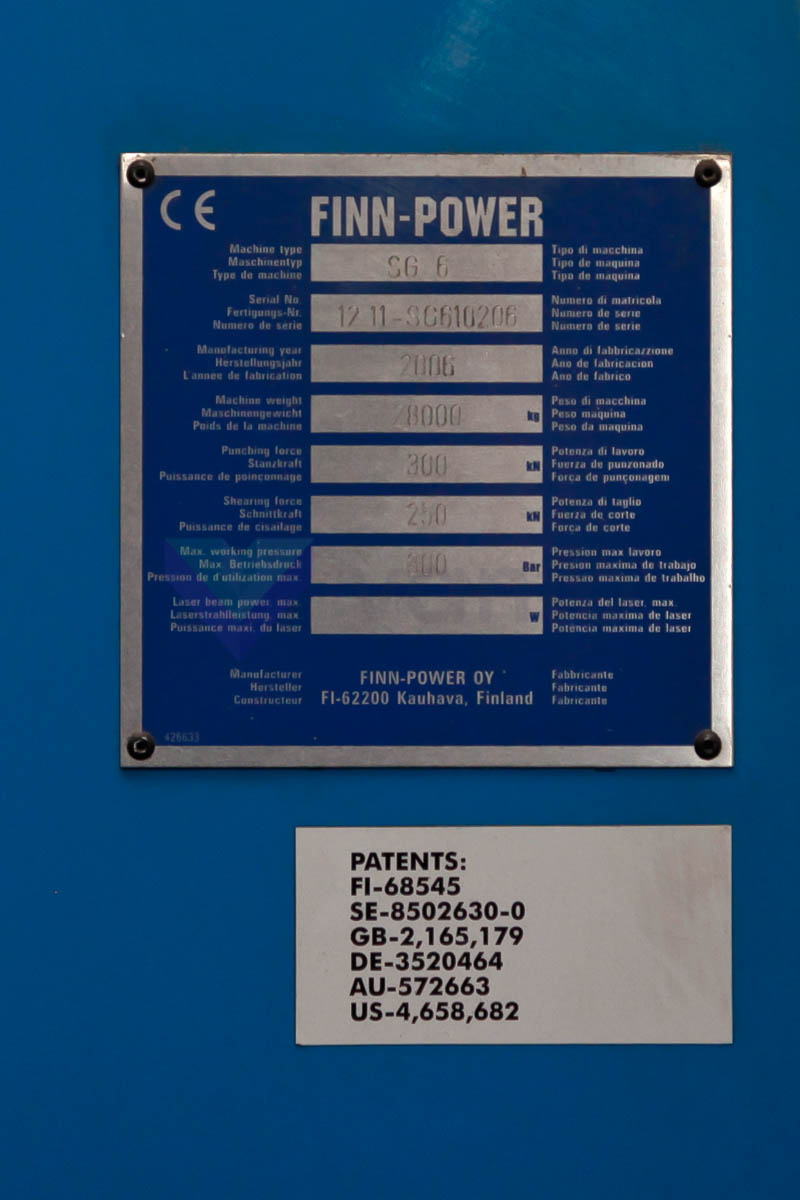 CE
FINN-POWER
Machine type
Maschinentyp
Type de machine
SG 6
Tipo di macchina
Tipo de maquina
Tipo de maquina
Serial No.
Fertigungs-Nr.
Numero de serie
12 11-SG610206
Numero di matricola
Numero de serie
Numero de serie
Manufacturing year
Herstellungsjahr
L'annee de fabrication
2006
Anno di fabbricazzione
Ano de fabricacion
Ano de fabrico
Machine weight
Maschinengewicht
Poids de la machine
28000 kg
Peso di macchina
Peso maquina
Peso da maquina
Punching force
Stanzkraft
Puissance de poinconnage
300 kN
Potenza di lavoro
Fuerza de punzonado
Força de punçonagem
Shearing force
Schnittkraft
Puissance de cisailage
250 kN
Potenza di taglio
Fuerza de corte
Forca de corte
Max. working pressure
Max. Betriebsdruck
Pression de d'utilization max.
Bar
Pression max lavoro
Presion maxima de trabajo
Pressao maxima de trabalho
Laser beam power max.
Laserstrahlleistung max.
Puissance maxi. du laser
W
Potenza del laser, max.
Potencia maxima de laser
Potencia maxima de laser
Manufacturer
Hersteller
Constructeur
FINN-POWER OY
FI-62200 Kauhava, Finland
Fabbricante
Fabricante
Fabricante
426633
PATENTS:
FI-68545
SE-8502630-0
GB-2,165,179
DE-3520464
AU-572663
US-4,658,682